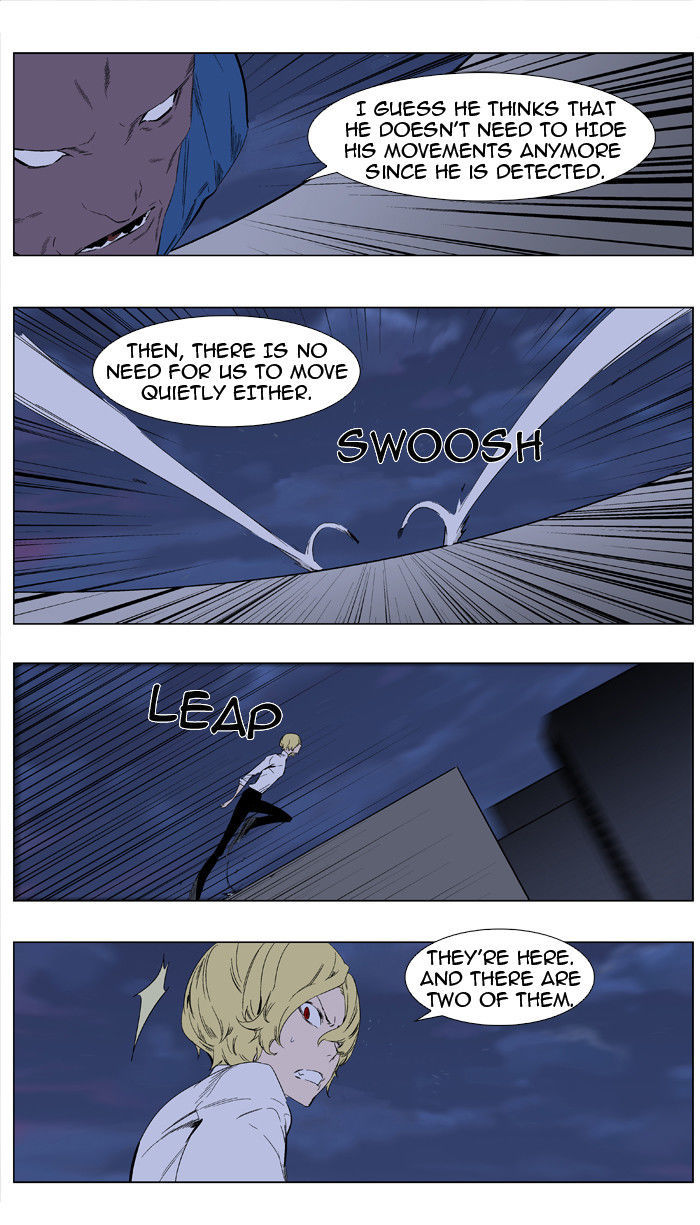 I GUESS HE THINKS THAT
HE DOESN'T NEED TO HIDE
HIS MOVEMENTS ANYMORE
SINCE HE IS DETECTED.
THEN, THERE IS NO
NEED FOR US TO MOVE
QUIETLY EITHER.
SWOOSH
LEAP
THEY'RE HERE.
AND THERE ARE
TWO OF THEM.